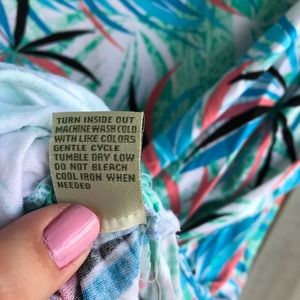 TURN INSIDE OUT
MACHINE WASH COLD
WITH LIKE COLORS
GENTLE CYCLE
TUMBLE DRY LOW
DO NOT BLEACH
COOL IRON WHEN
NEEDED